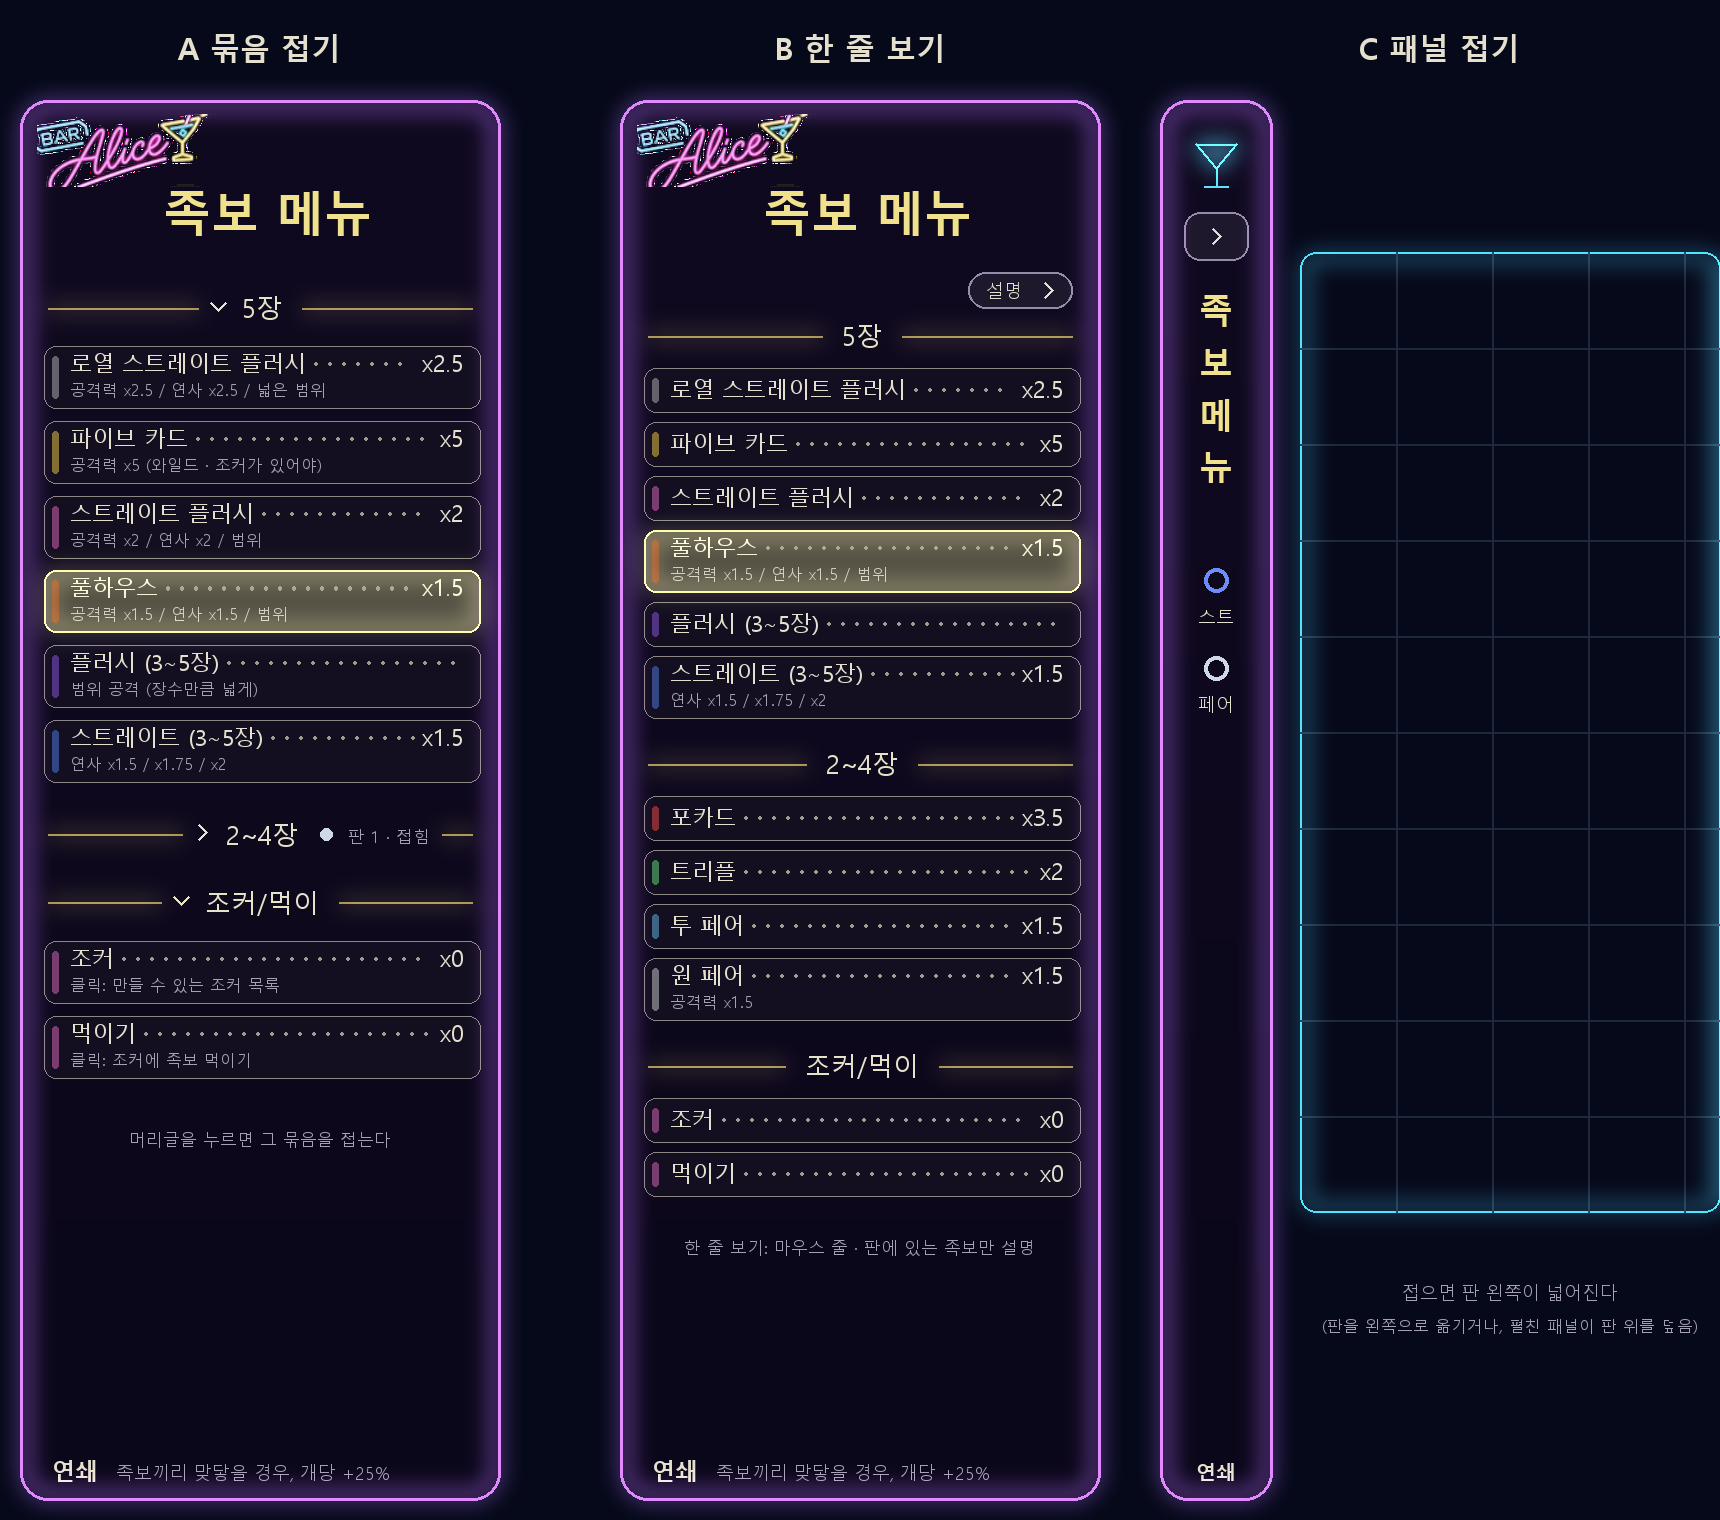 A 묶음 접기
BAR
Alice
족보 메뉴
5장
로열 스트레이트 플러시 x2.5
공격력 x2.5 / 연사 x2.5 / 넓은 범위
파이브 카드 x5
공격력 x5 (와일드 · 조커가 있어야)
스트레이트 플러시 x2
공격력 x2 / 연사 x2 / 범위
풀하우스 x1.5
공격력 x1.5 / 연사 x1.5 / 범위
플러시 (3~5장)
범위 공격 (장수만큼 넓게)
스트레이트 (3~5장) x1.5
연사 x1.5 / x1.75 / x2
2~4장 판 1 · 접힘
조커/먹이
조커 x0
클릭: 만들 수 있는 조커 목록
먹이기 x0
클릭: 조커에 족보 먹이기
머리글을 누르면 그 묶음을 접는다
연쇄 족보끼리 맞닿을 경우, 개당 +25%
B 한 줄 보기
BAR
Alice
족보 메뉴
설명
5장
로열 스트레이트 플러시 x2.5
파이브 카드 x5
스트레이트 플러시 x2
풀하우스 x1.5
공격력 x1.5 / 연사 x1.5 / 범위
플러시 (3~5장)
스트레이트 (3~5장) x1.5
연사 x1.5 / x1.75 / x2
2~4장
포카드 x3.5
트리플 x2
투 페어 x1.5
원 페어 x1.5
공격력 x1.5
조커/먹이
조커 x0
먹이기 x0
한 줄 보기: 마우스 줄 · 판에 있는 족보만 설명
연쇄 족보끼리 맞닿을 경우, 개당 +25%
C 패널 접기
족보메뉴
스트
페어
연쇄
접으면 판 왼쪽이 넓어진다
(판을 왼쪽으로 옮기거나, 펼친 패널이 판 위를 덮음)